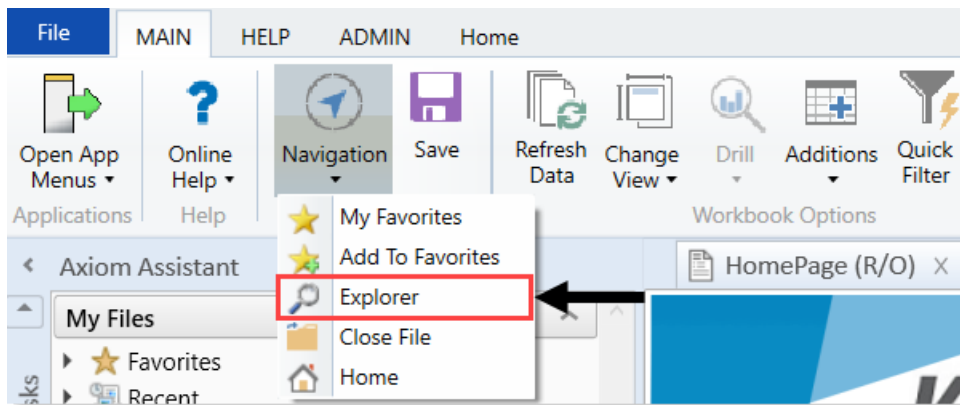 File MAIN HELP ADMIN Home
Open App Menus
Online Help
Navigation
Save
Refresh Data
Change View
Drill
Additions
Quick Filter
Applications
Help
Workbook Options
My Favorites
Add To Favorites
Explorer
Close File
Home
Axiom Assistant
HomePage (R/O)
My Files
Favorites
Recent